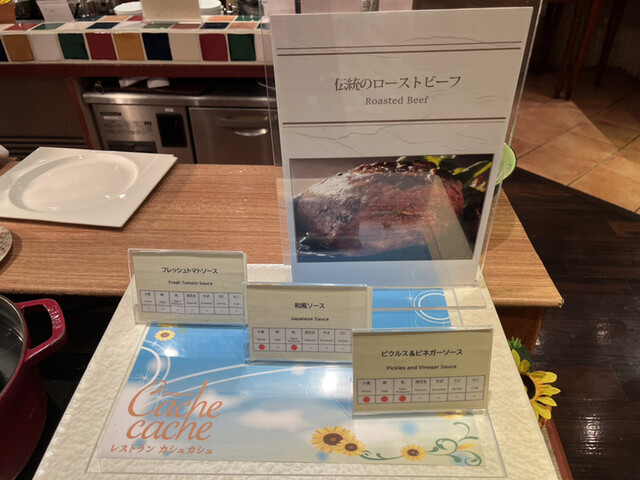 伝統のローストビーフ
Roasted Beef
フレッシュトマトソース
Fresh Tomato Sauce
和風ソース
Japanese Sauce
ピクルス＆ビネガーソース
Pickles and Vinegar Sauce
Cache
cache
レストラン カシュカシュ